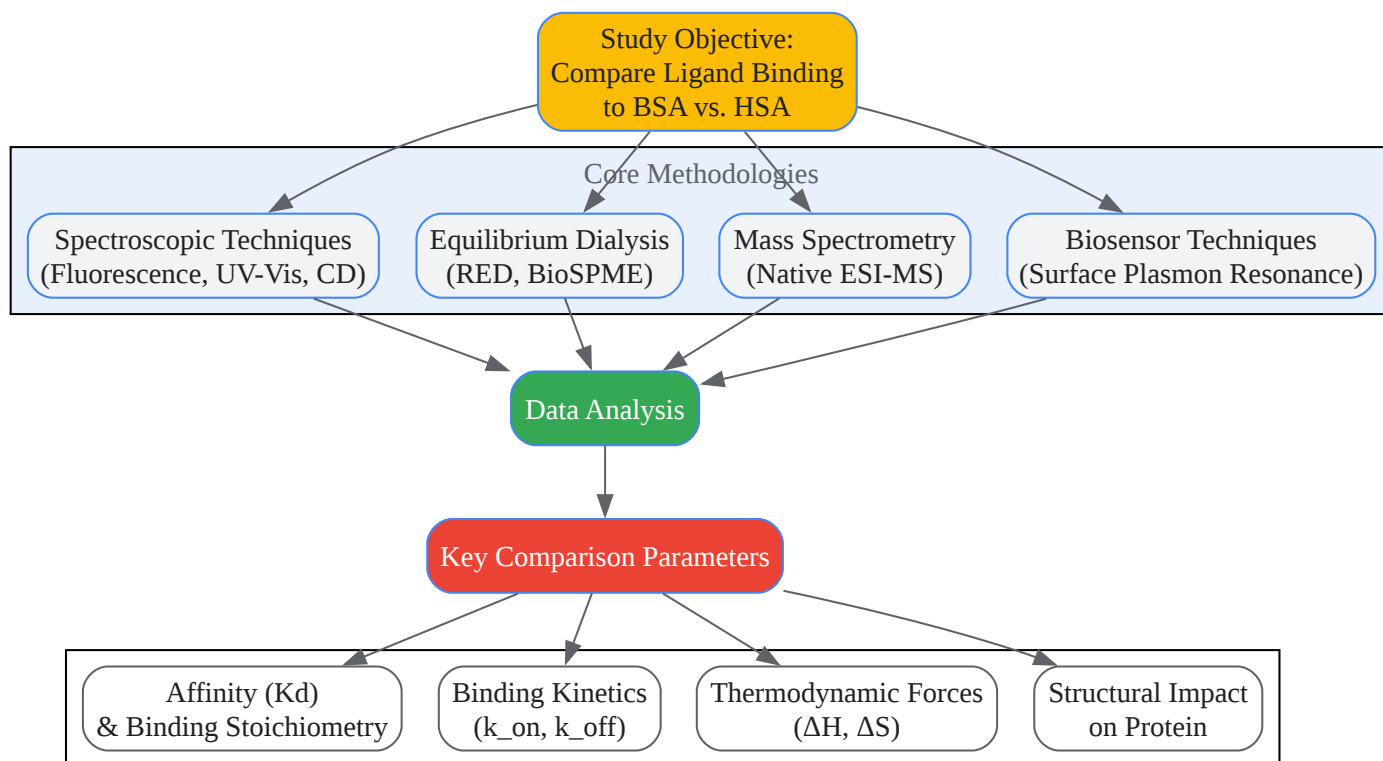 Study Objective:
Compare Ligand Binding
to BSA vs. HSA
Core Methodologies
Spectroscopic Techniques
(Fluorescence, UV-Vis, CD)
Equilibrium Dialysis
(RED, BioSPME)
Mass Spectrometry
(Native ESI-MS)
Biosensor Techniques
(Surface Plasmon Resonance)
Data Analysis
Key Comparison Parameters
Affinity (Kd)
& Binding Stoichiometry
Binding Kinetics
(k_on, k_off)
Thermodynamic Forces
(ΔH, ΔS)
Structural Impact
on Protein